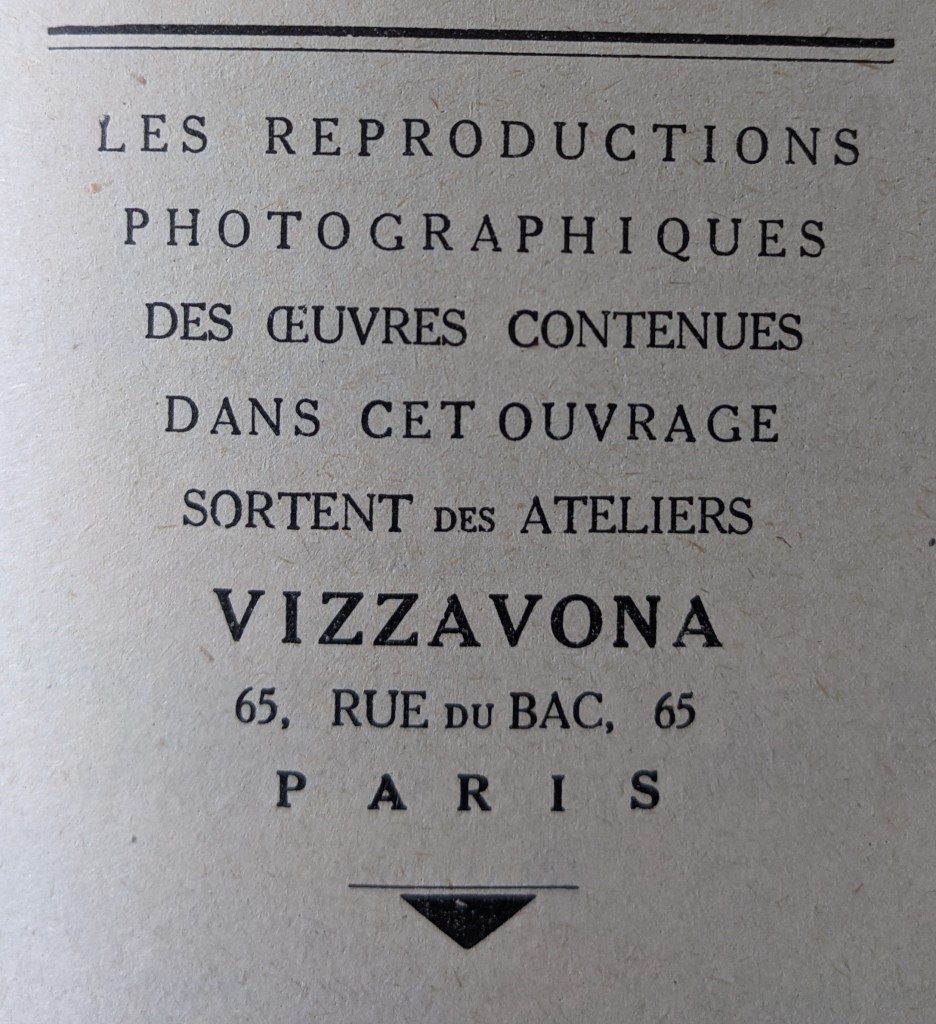 LES REPRODUCTIONS
PHOTOGRAPHIQUES
DES ŒUVRES CONTENUES
DANS CET OUVRAGE
SORTENT DES ATELIERS
VIZZAVONA
65, RUE DU BAC, 65
PARIS